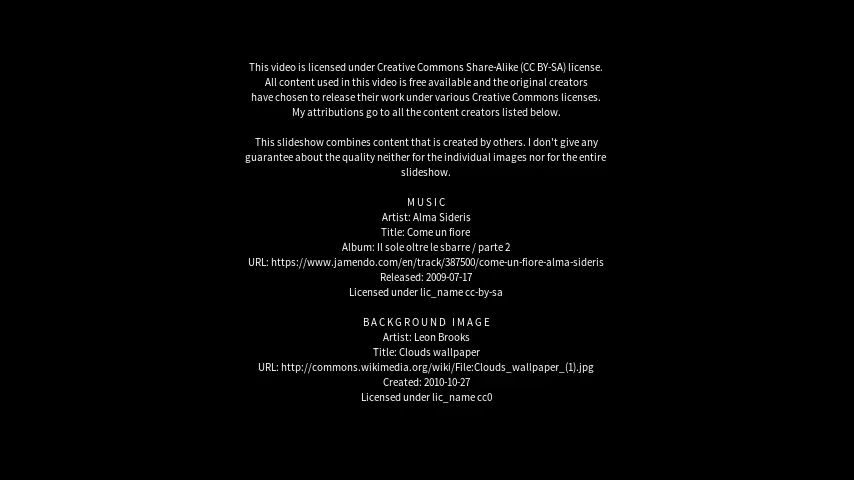 This video is licensed under Creative Commons Share-Alike (CC BY-SA) license.
All content used in this video is free available and the original creators
have chosen to release their work under various Creative Commons licenses.
My attributions go to all the content creators listed below.
This slideshow combines content that is created by others. I don't give any
guarantee about the quality neither for the individual images nor for the entire
slideshow.
MUSIC
Artist: Alma Sideris
Title: Come un fiore
Album: Il sole oltre le sbarre / parte 2
URL: https://www.jamendo.com/en/track/387500/come-un-fiore-alma-sideris
Released: 2009-07-17
Licensed under lic_name cc-by-sa
BACKGROUND IMAGE
Artist: Leon Brooks
Title: Clouds wallpaper
URL: http://commons.wikimedia.org/wiki/File:Clouds_wallpaper_(1).jpg
Created: 2010-10-27
Licensed under lic_name cc0